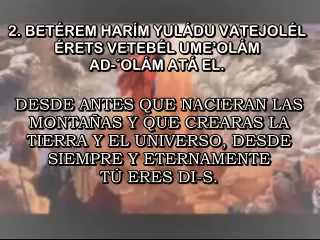 2. BETÉREM HARÍM YULÁDU VATEJOLÉL
ÉRETS VETEBÉL UME'OLÁM
AD-'OLÁM ATÁ EL.
DESDE ANTES QUE NACIERAN LAS
MONTAÑAS Y QUE CREARAS LA
TIERRA Y EL UNIVERSO, DESDE
SIEMPRE Y ETERNAMENTE
TÚ ERES DI-S.